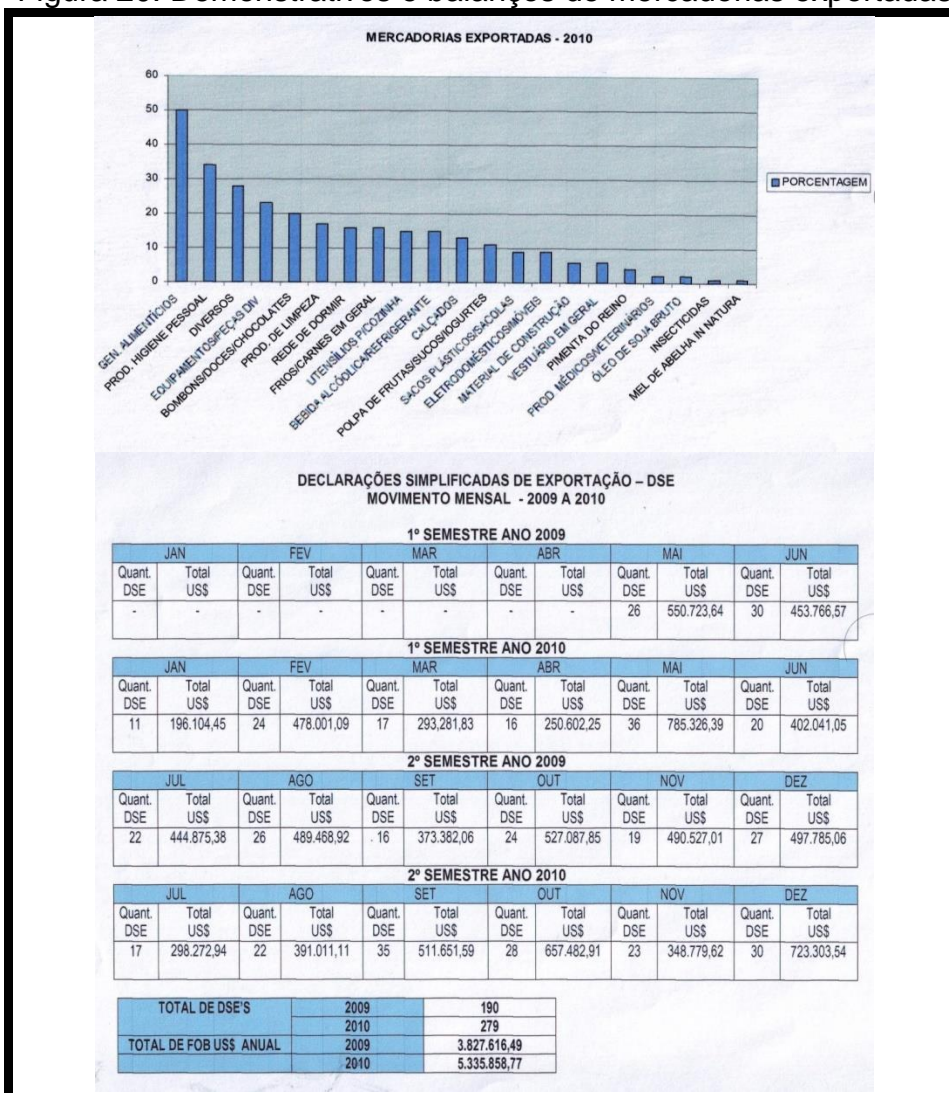 Figura 20: Demonstrativos e balanços de mercadorias exportadas
MERCADORIAS EXPORTADAS - 2010
60
50
40
30
20
10
0
PORCENTAGEM
GEN. ALIMENTÍCIOS
PROD. HIGIENE PESSOAL
DIVERSOS
EQUIPAMENTOS/PEÇAS DIV
BOMBONS/DOCES/CHOCOLATES
PROD. DE LIMPEZA
REDE DE DORMIR
FRIOS/CARNES EM GERAL
UTENSÍLIOS P/COZINHA
BEBIDA ALCÓOLICA/REFRIGERANTE
CALÇADOS
POLPA DE FRUTAS/SUCOS/IOGURTES
SACOS PLÁSTICOS/SACOLAS
ELETRODOMÉSTICOS/MÓVEIS
MATERIAL DE CONSTRUÇÃO
VESTUÁRIO EM GERAL
PIMENTA DO REINO
PROD. MÉDICOS/VETERINÁRIOS
ÓLEO DE SOJA BRUTO
INSECTICIDAS
MEL DE ABELHA IN NATURA
DECLARAÇÕES SIMPLIFICADAS DE EXPORTAÇÃO – DSE
MOVIMENTO MENSAL - 2009 A 2010
1º SEMESTRE ANO 2009
JAN FEV MAR ABR MAI JUN
Quant. Total Quant. Total Quant. Total Quant. Total Quant. Total Quant. Total
DSE US$ DSE US$ DSE US$ DSE US$ DSE US$ DSE US$
- - - - - - - - 26 550.723,64 30 453.766,57
1º SEMESTRE ANO 2010
JAN FEV MAR ABR MAI JUN
Quant. Total Quant. Total Quant. Total Quant. Total Quant. Total Quant. Total
DSE US$ DSE US$ DSE US$ DSE US$ DSE US$ DSE US$
11 196.104,45 24 478.001,09 17 293,281,83 16 250.602,25 36 785.326,39 20 402.041,05
2º SEMESTRE ANO 2009
JUL AGO SET OUT NOV DEZ
Quant. Total Quant. Total Quant. Total Quant. Total Quant. Total Quant. Total
DSE US$ DSE US$ DSE US$ DSE US$ DSE US$ DSE US$
22 444.875,38 26 489.468,92 16 373.382,06 24 527.087,85 19 490.527,01 27 497.785,06
2º SEMESTRE ANO 2010
JUL AGO SET OUT NOV DEZ
Quant. Total Quant. Total Quant. Total Quant. Total Quant. Total Quant. Total
DSE US$ DSE US$ DSE US$ DSE US$ DSE US$ DSE US$
17 298.272,94 22 391.011,11 35 511.651,59 28 657.482,91 23 348.779,62 30 723.303,54
TOTAL DE DSE'S 2009 190
2010 279
TOTAL DE FOB US$ ANUAL 2009 3.827.616,49
2010 5.335.858,77